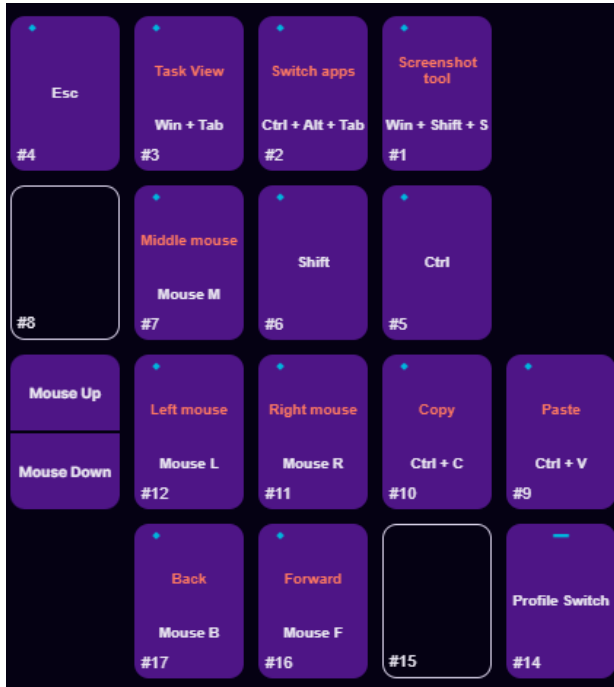 Esc
#4
Task View
Win + Tab
#3
Switch apps
Ctrl + Alt + Tab
#2
Screenshot
tool
Win + Shift + S
#1
#8
Middle mouse
Mouse M
#7
Shift
#6
Ctrl
#5
Mouse Up
Mouse Down
Left mouse
Mouse L
#12
Right mouse
Mouse R
#11
Copy
Ctrl + C
#10
Paste
Ctrl + V
#9
Back
Mouse B
#17
Forward
Mouse F
#16
#15
Profile Switch
#14